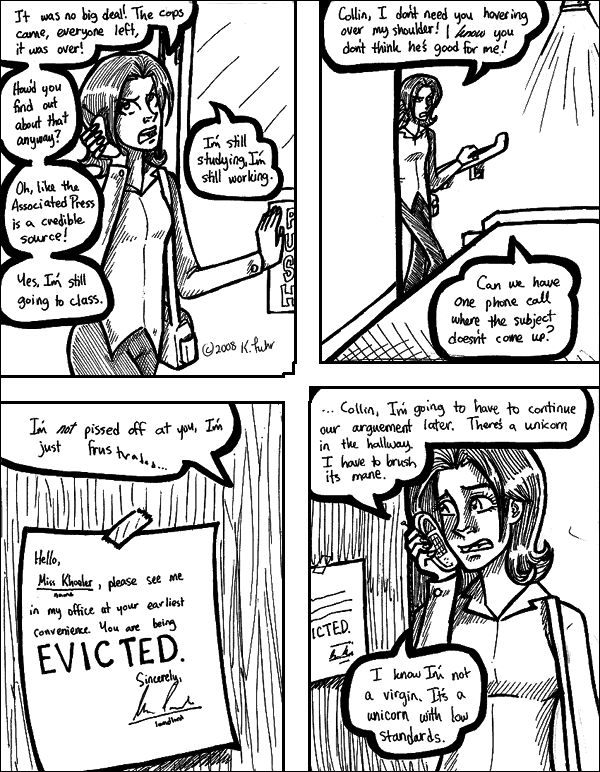 It was no big deal! The cops
came, everyone left,
it was over!
How'd you
find out
about that
anyway?
Oh, like the
Associated Press
is a credible
source!
Yes, I'm still
going to class.
I'm still
studying, I'm
still working.
PUSH
©2008 K. Fuhr
Collin, I don't need you hovering
over my shoulder! I know you
don't think he's good for me!
Can we have
one phone call
where the subject
doesn't come up?
I'm not pissed off at you, I'm
just frustrated...
Hello,
Miss Khoeler, please see me
name
in my office at your earliest
convenience. You are being
EVICTED.
Sincerely,
landlord
... Collin, I'm going to have to continue
our arguement later. There's a unicorn
in the hallway.
I have to brush
its mane.
ICTED.
I know I'm not
a virgin. It's a
unicorn with low
standards.